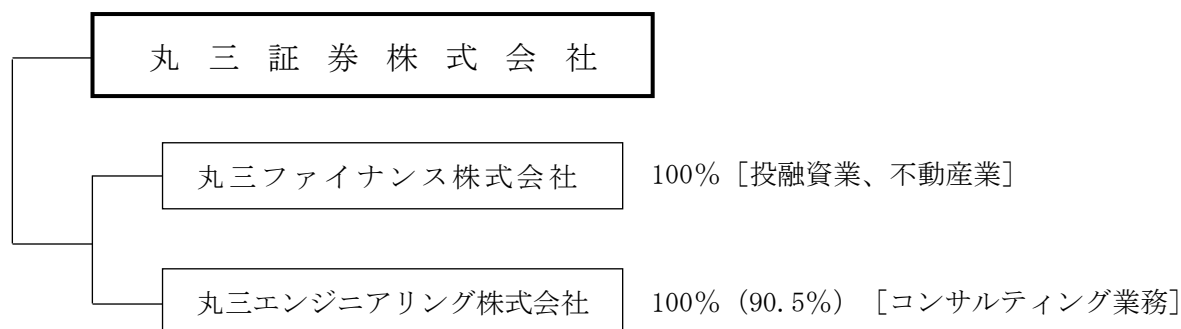 丸三証券株式会社
丸三ファイナンス株式会社 100% [投融資業、不動産業]
丸三エンジニアリング株式会社 100% (90.5%) [コンサルティング業務]